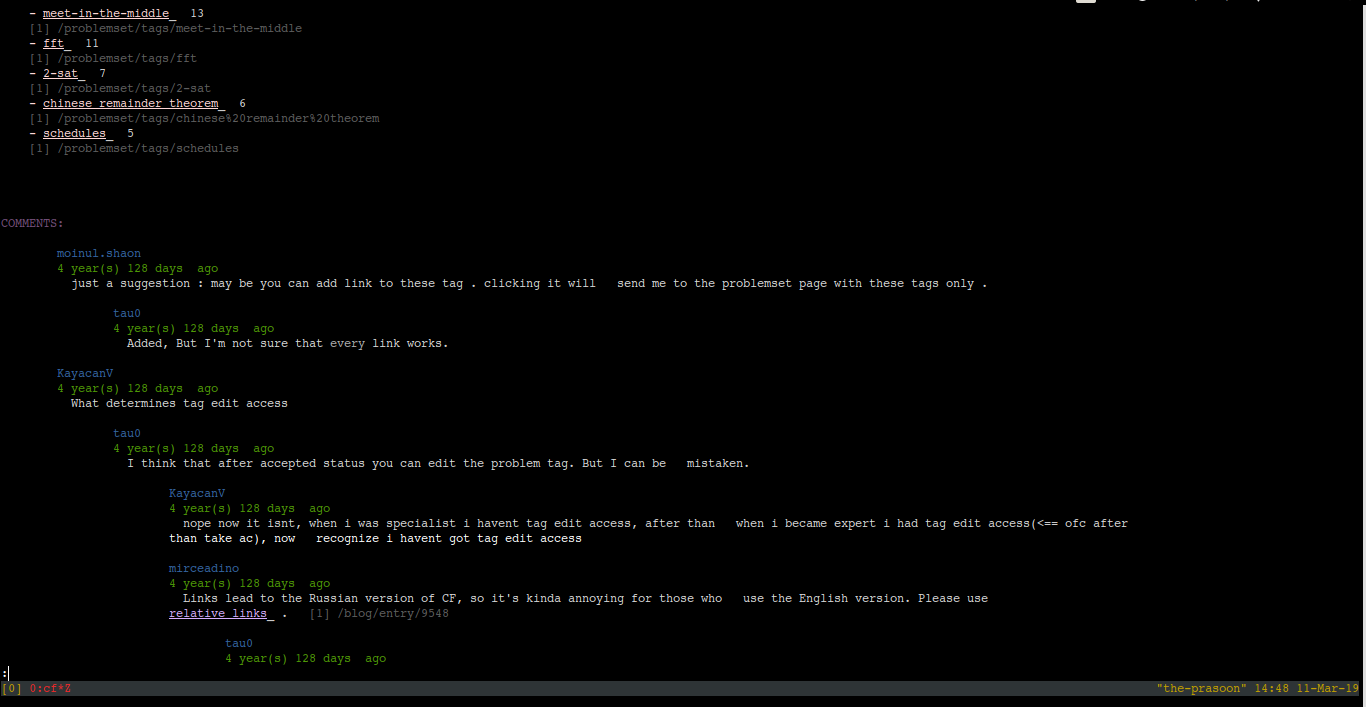 - meet-in-the-middle_ 13
[1] /problemset/tags/meet-in-the-middle
- fft_ 11
[1] /problemset/tags/fft
- 2-sat_ 7
[1] /problemset/tags/2-sat
- chinese remainder theorem_ 6
[1] /problemset/tags/chinese%20remainder%20theorem
- schedules_ 5
[1] /problemset/tags/schedules
COMMENTS:
moinul.shaon
4 year(s) 128 days ago
just a suggestion : may be you can add link to these tag . clicking it will send me to the problemset page with these tags only .
tau0
4 year(s) 128 days ago
Added, But I'm not sure that every link works.
KayacanV
4 year(s) 128 days ago
What determines tag edit access
tau0
4 year(s) 128 days ago
I think that after accepted status you can edit the problem tag. But I can be mistaken.
KayacanV
4 year(s) 128 days ago
nope now it isnt, when i was specialist i havent tag edit access, after than when i became expert i had tag edit access(<== ofc after
than take ac), now recognize i havent got tag edit access
mirceadino
4 year(s) 128 days ago
Links lead to the Russian version of CF, so it's kinda annoying for those who use the English version. Please use
relative links_ . [1] /blog/entry/9548
tau0
4 year(s) 128 days ago
:
[0] 0:cf*Z "the-prasoon" 14:48 11-Mar-19